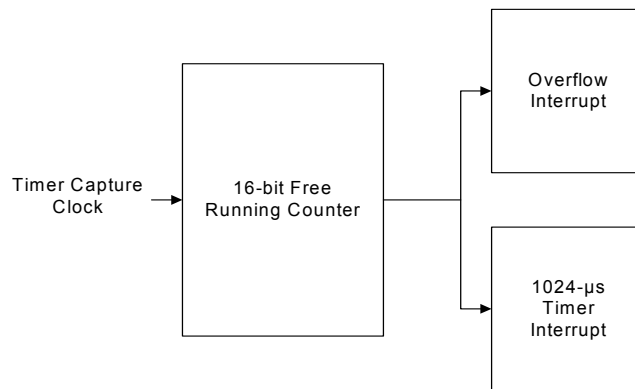 Timer Capture
Clock
16-bit Free
Running Counter
Overflow
Interrupt
1024-µs
Timer
Interrupt